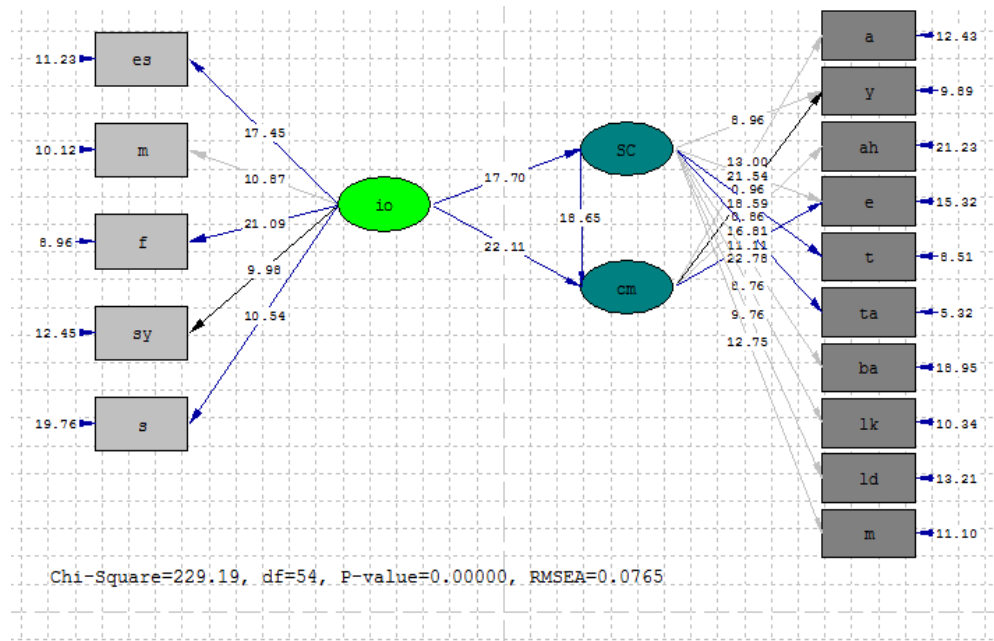 11.23 es
10.12 m
8.96 f
12.45 sy
19.76 s
17.45
10.87
21.09
9.98
10.54
io
17.70
22.11
SC
18.65
cm
8.96
13.00
21.54
0.96
18.59
16.81
22.78
8.76
9.76
12.75
a 12.43
y 9.89
ah 21.23
e 15.32
t 8.51
ta 5.32
ba 18.95
lk 10.34
ld 13.21
m 11.10
Chi-Square=229.19, df=54, P-value=0.00000, RMSEA=0.0765